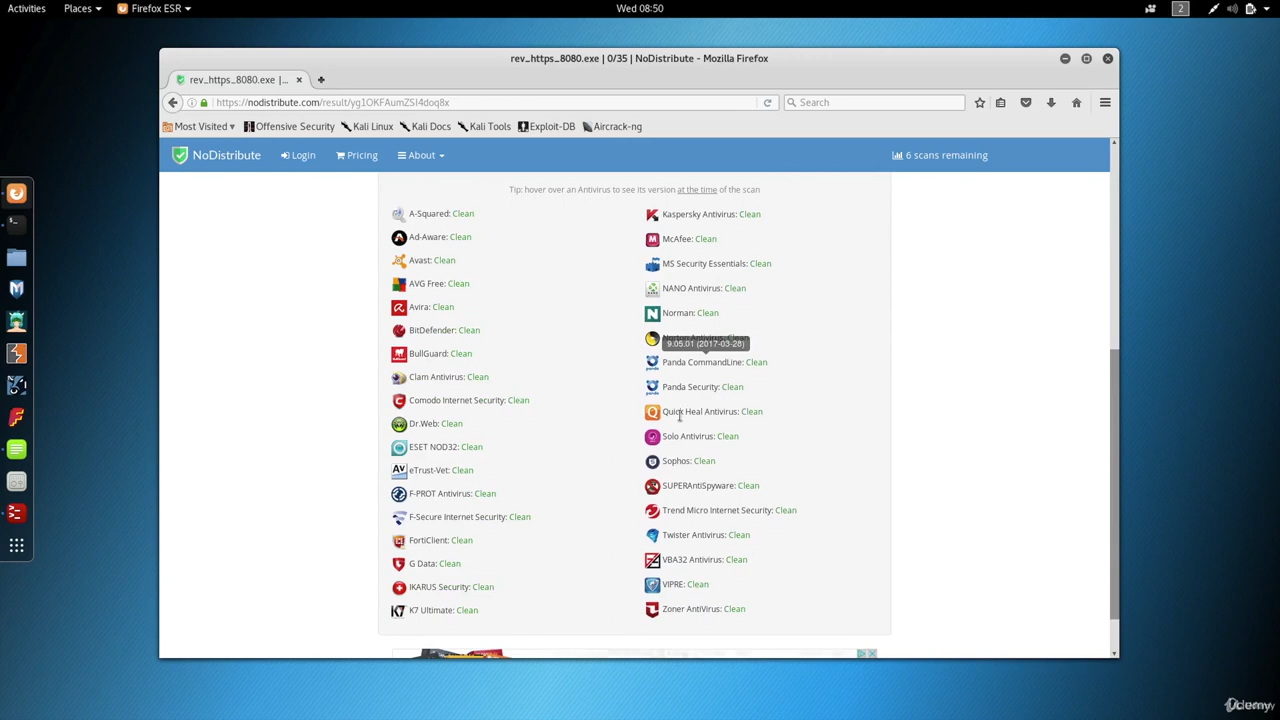 Activities Places Firefox ESR Wed 08:50 2
rev_https_8080.exe | 0/35 | NoDistribute - Mozilla Firefox
rev_https_8080.exe |...
https://nodistribute.com/result/yg1OKFAumZSI4doq8x Search
Most Visited Offensive Security Kali Linux Kali Docs Kali Tools Exploit-DB Aircrack-ng
NoDistribute Login Pricing About 6 scans remaining
Tip: hover over an Antivirus to see its version at the time of the scan
A-Squared: Clean
Ad-Aware: Clean
Avast: Clean
AVG Free: Clean
Avira: Clean
BitDefender: Clean
BullGuard: Clean
Clam Antivirus: Clean
Comodo Internet Security: Clean
Dr.Web: Clean
ESET NOD32: Clean
eTrust-Vet: Clean
F-PROT Antivirus: Clean
F-Secure Internet Security: Clean
FortiClient: Clean
G Data: Clean
IKARUS Security: Clean
K7 Ultimate: Clean
Kaspersky Antivirus: Clean
McAfee: Clean
MS Security Essentials: Clean
NANO Antivirus: Clean
Norman: Clean
Norton Antivirus: Clean
9.05.01 (2017-03-28)
Panda CommandLine: Clean
Panda Security: Clean
Quick Heal Antivirus: Clean
Solo Antivirus: Clean
Sophos: Clean
SUPERAntiSpyware: Clean
Trend Micro Internet Security: Clean
Twister Antivirus: Clean
VBA32 Antivirus: Clean
VIPRE: Clean
Zoner AntiVirus: Clean
Udemy